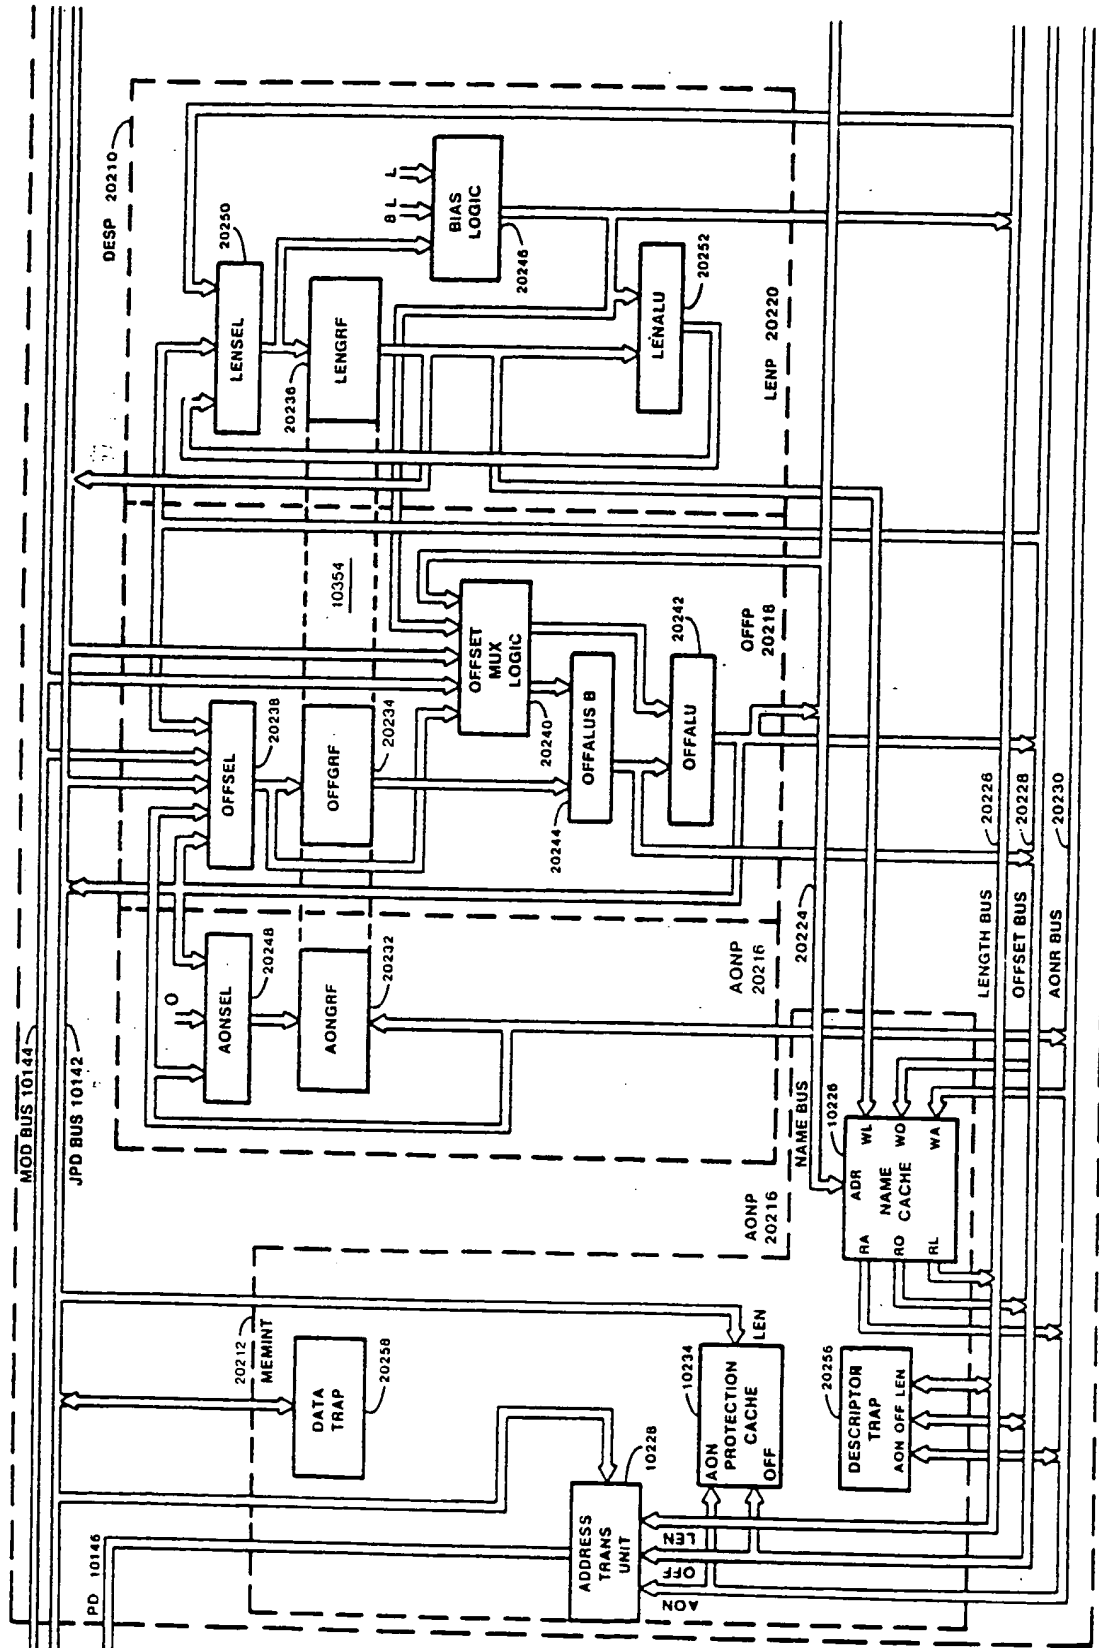 MOD BUS 10144
JPD BUS 10142
PD 10146
DESP 20210
LENSEL
20250
20236
LENGRF
B L
L
BIAS
LOGIC
20246
LENALU
20252
LENP 20220
OFFSEL
20238
OFFGRF
20234
10354
OFFSET
MUX
LOGIC
20240
OFFALUS B
20244
OFFALU
20242
OFFP
20218
O
AONSEL
20248
AONGRF
20232
AONP
20216
20224
NAME BUS
LENGTH BUS
20226
OFFSET BUS
20228
AONR BUS
20230
AONP
20216
10226
ADR
NAME
CACHE
WL
WO
WA
RA
RO
RL
20212
MEMINT
DATA
TRAP
20258
LEN
10234
AON
PROTECTION
CACHE
OFF
20256
DESCRIPTOR
TRAP
AON OFF LEN
10228
ADDRESS
TRANS
UNIT
LEN
OFF
AON